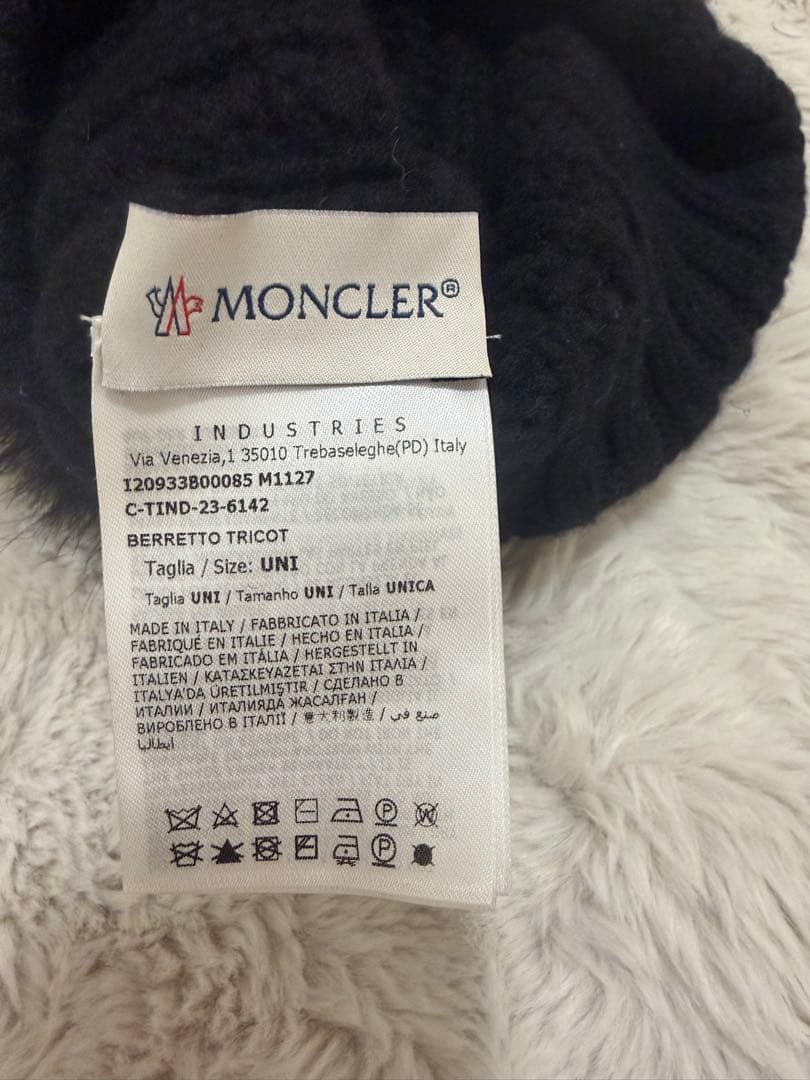 MONCLER®
INDUSTRIES
Via Venezia,1 35010 Trebaseleghe(PD) Italy
I20933B00085 M1127
C-TIND-23-6142
BERRETTO TRICOT
Taglia / Size: UNI
Taglia UNI / Tamanho UNI / Talla UNICA
MADE IN ITALY / FABBRICATO IN ITALIA /
FABRIQUÉ EN ITALIE / HECHO EN ITALIA /
FABRICADO EM ITÁLIA / HERGESTELLT IN
ITALIEN / ΚΑΤΑΣΚΕΥΑΖΕΤΑΙ ΣΤΗΝ ΙΤΑΛΙΑ /
ITALYA'DA ÜRETILMIŞTIR / СДЕЛАНО В
ИТАЛИИ / ИТАЛИЯДА ЖАСАЛҒАН /
ВИРОБЛЕНО В ІТАЛІЇ / 意大利製造 / صنع في
ايطاليا
P W
P